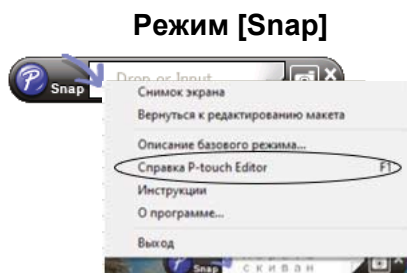 Режим [Snap]
Snap
Drop or Input
Снимок экрана
Вернуться к редактированию макета
Описание базового режима...
Справка P-touch Editor F1
Инструкции
О программе...
Выход
Snap